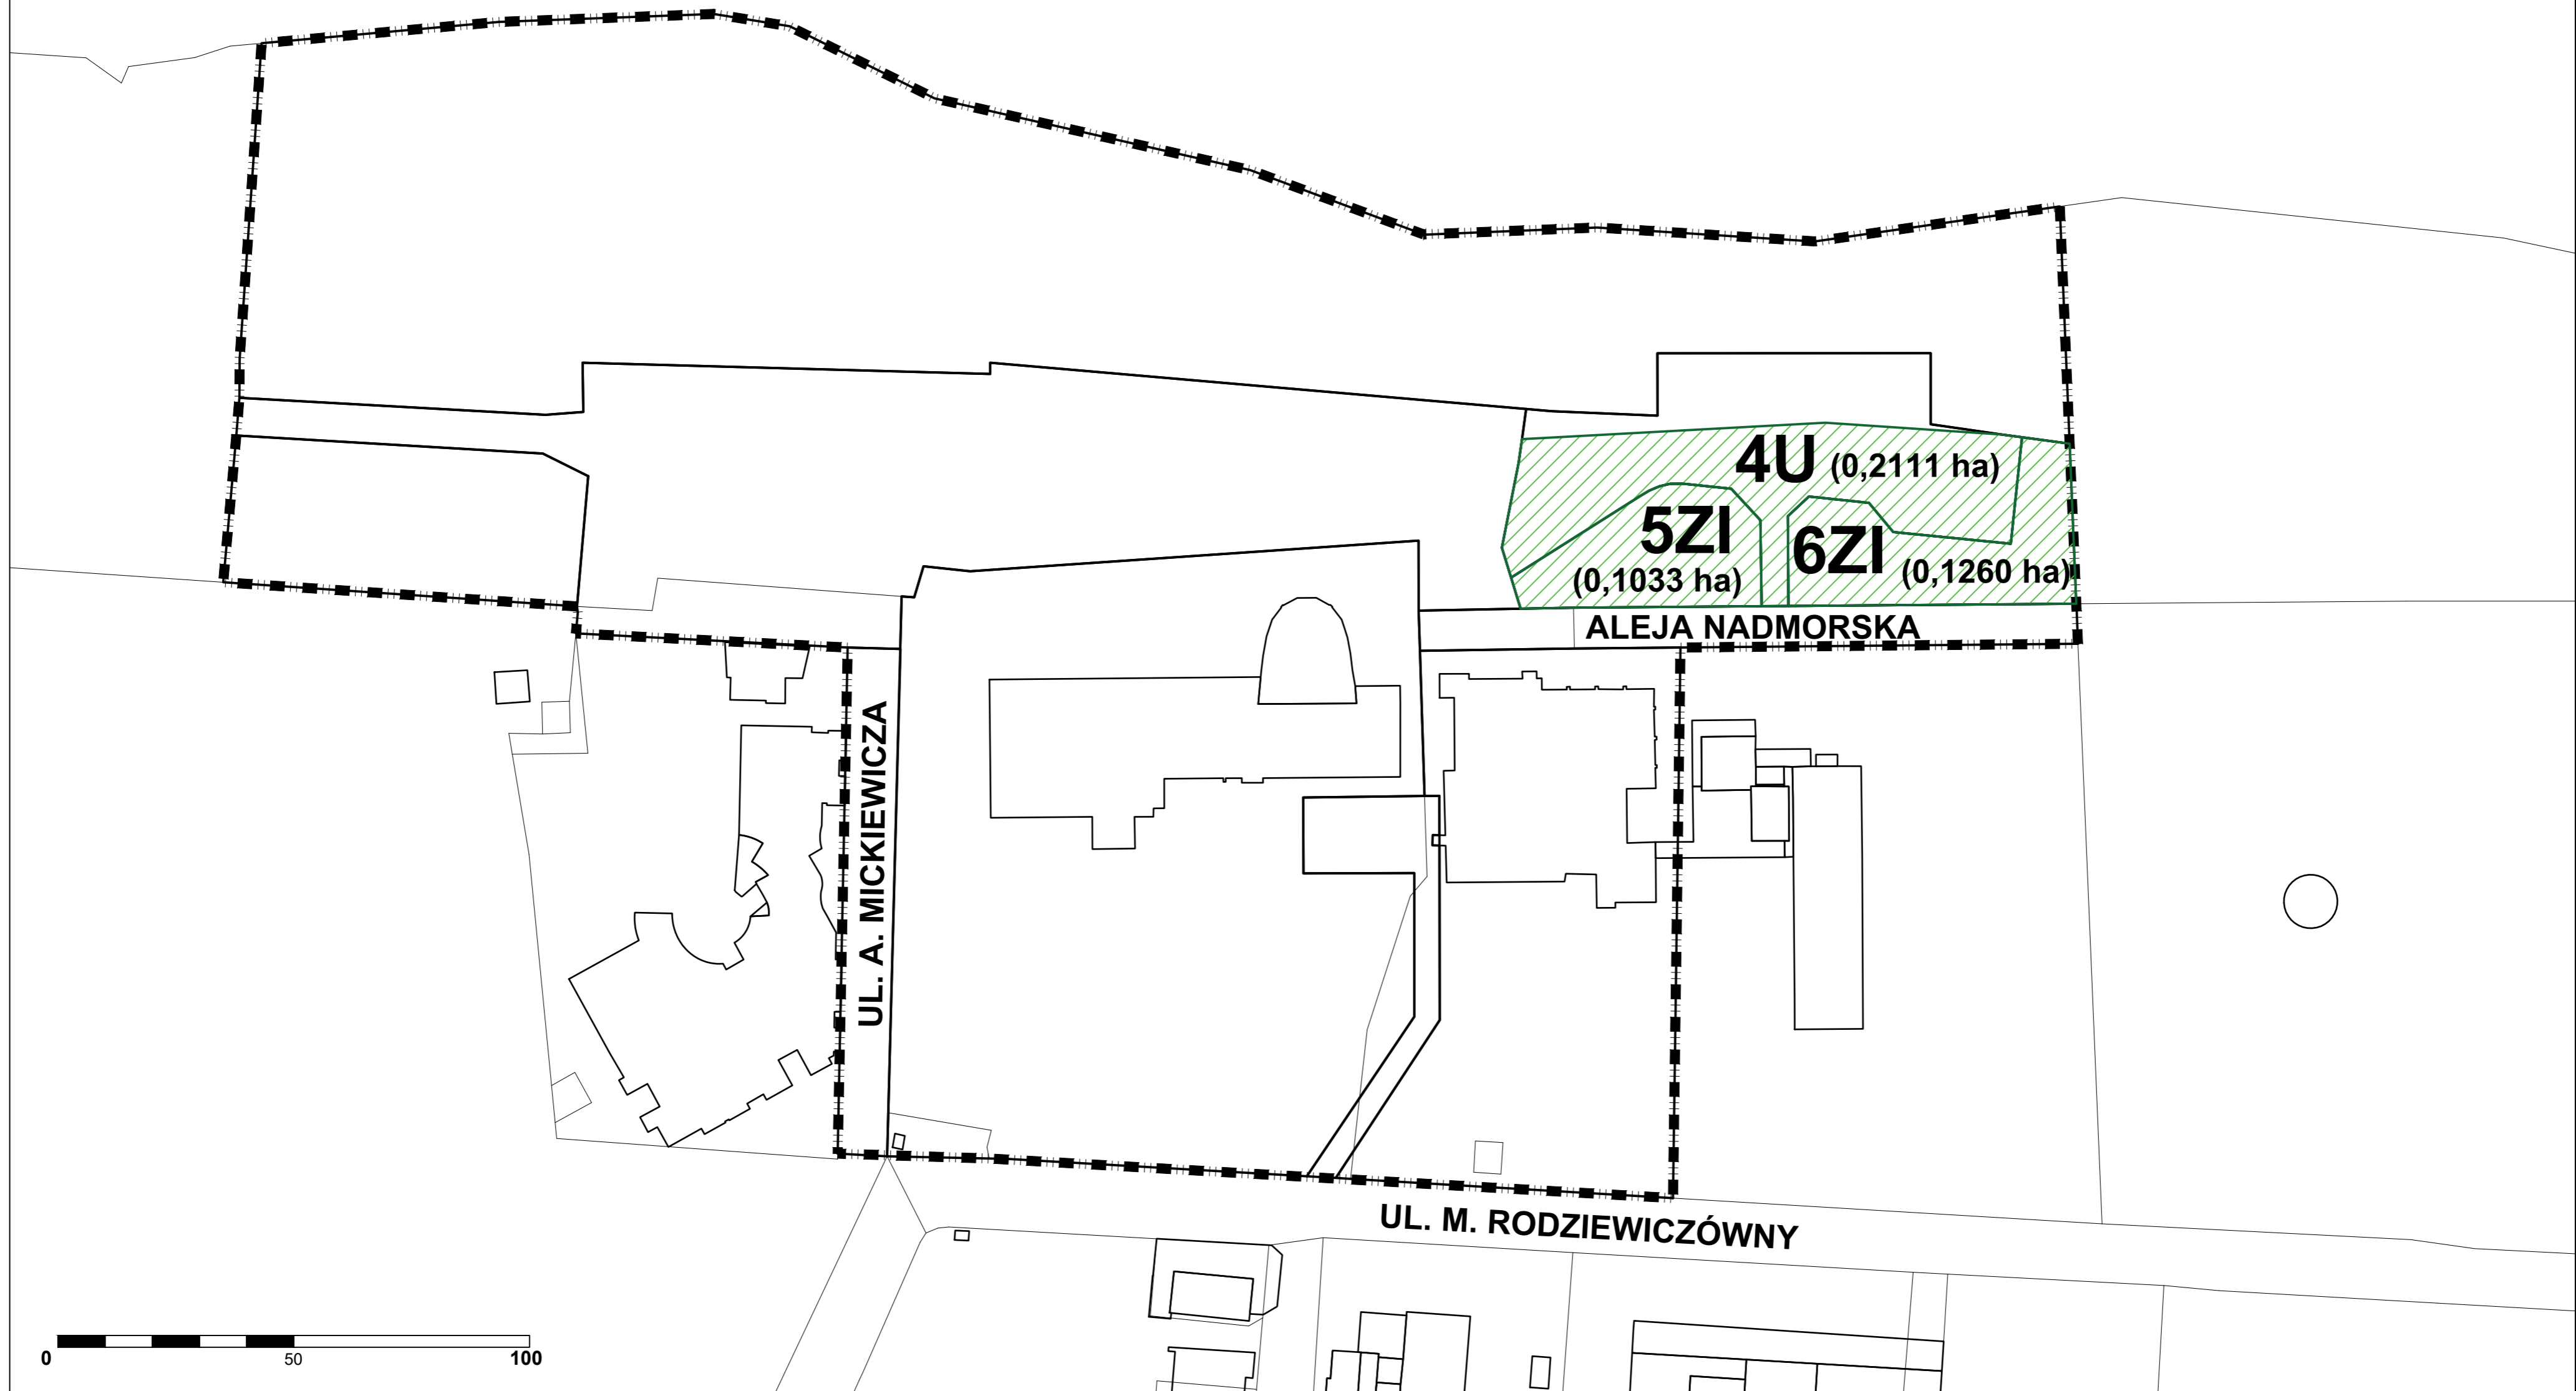 4U (0,2111 ha)
5ZI
(0,1033 ha)
6ZI (0,1260 ha)
ALEJA NADMORSKA
UL. A. MICKIEWICZA
UL. M. RODZIEWICZÓWNY
0 50 100